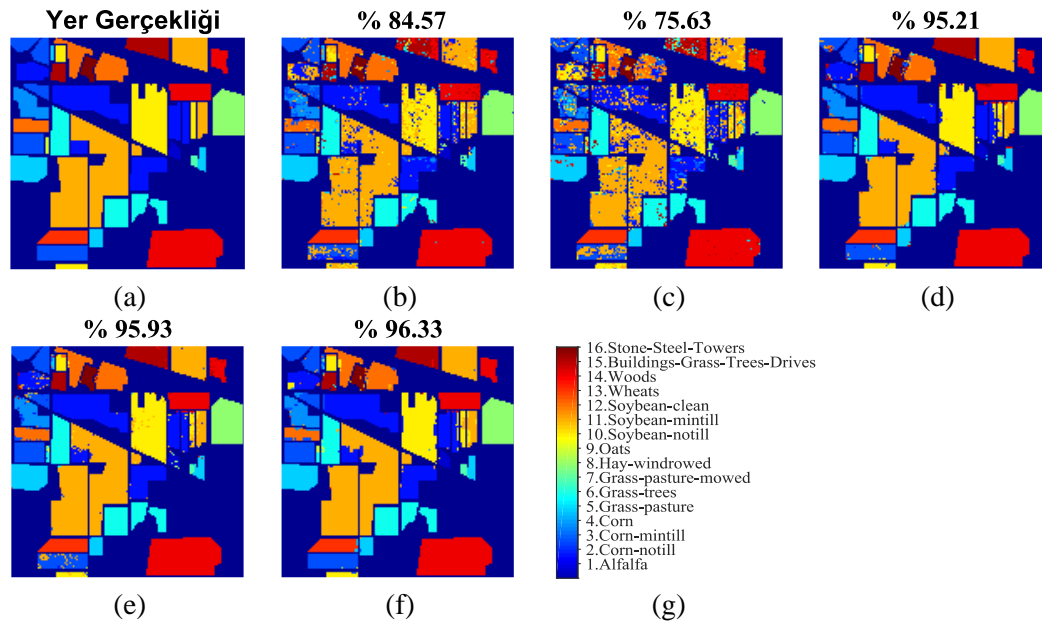 Yer Gerçekliği
% 84.57
% 75.63
% 95.21
(a)
(b)
(c)
(d)
% 95.93
% 96.33
16.Stone-Steel-Towers
15.Buildings-Grass-Trees-Drives
14.Woods
13.Wheats
12.Soybean-clean
11.Soybean-mintill
10.Soybean-notill
9.Oats
8.Hay-windrowed
7.Grass-pasture-mowed
6.Grass-trees
5.Grass-pasture
4.Corn
3.Corn-mintill
2.Corn-notill
1.Alfalfa
(e)
(f)
(g)